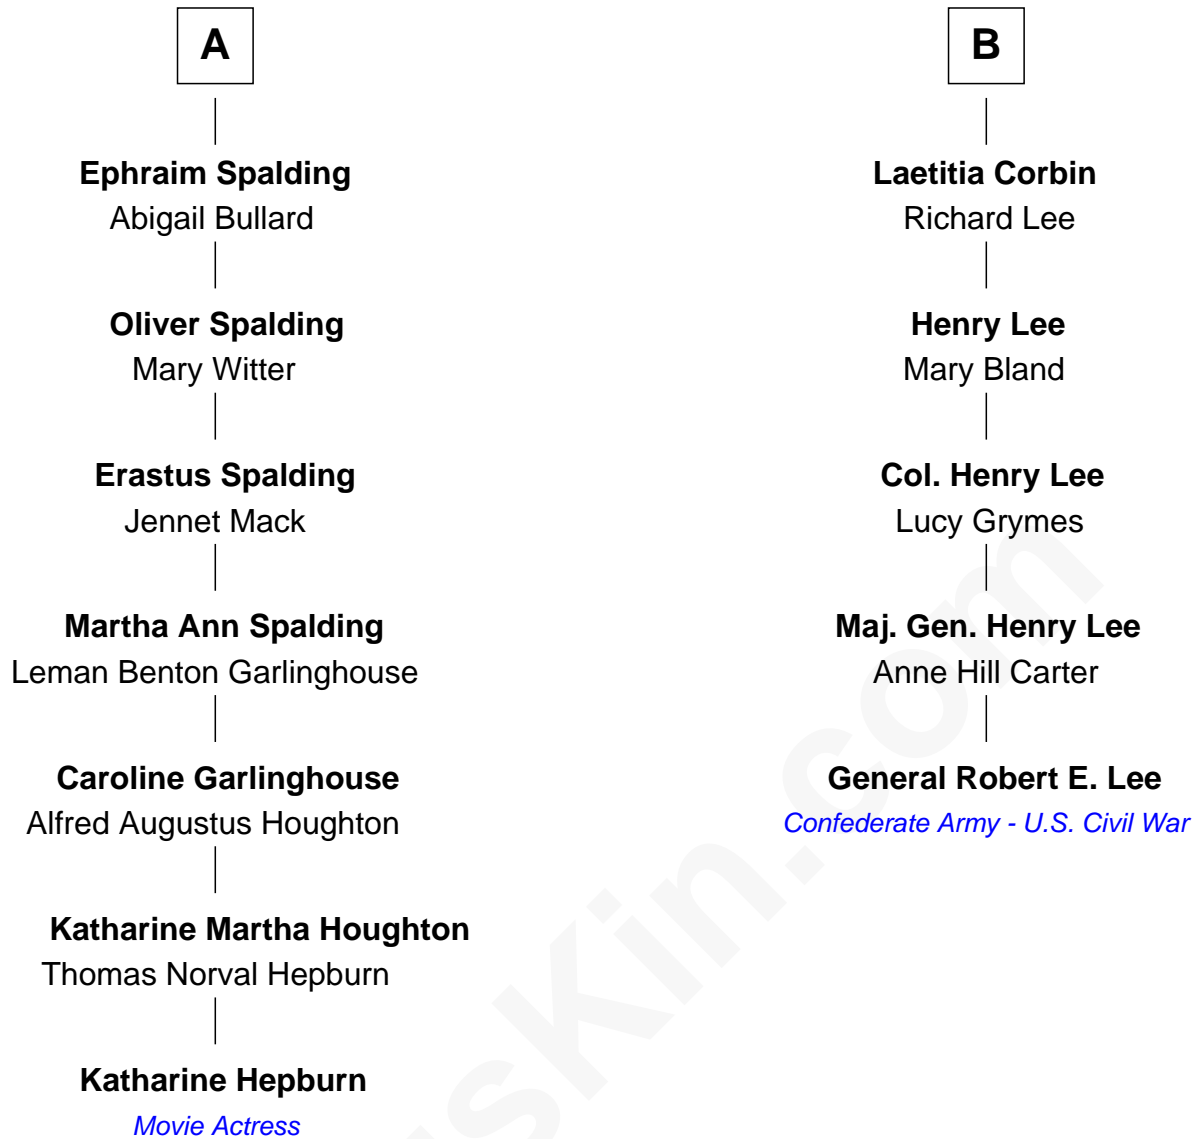 A
Ephraim Spalding
Abigail Bullard
Oliver Spalding
Mary Witter
Erastus Spalding
Jennet Mack
Martha Ann Spalding
Leman Benton Garlinghouse
Caroline Garlinghouse
Alfred Augustus Houghton
Katharine Martha Houghton
Thomas Norval Hepburn
Katharine Hepburn
Movie Actress
B
Laetitia Corbin
Richard Lee
Henry Lee
Mary Bland
Col. Henry Lee
Lucy Grymes
Maj. Gen. Henry Lee
Anne Hill Carter
General Robert E. Lee
Confederate Army - U.S. Civil War